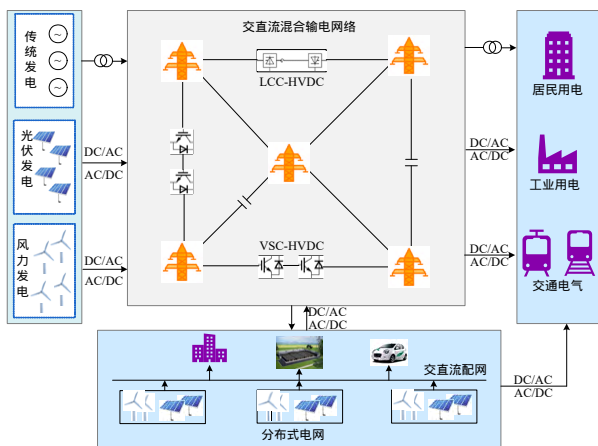 传统发电
~
~
~
光伏发电
风力发电
DC/AC
AC/DC
DC/AC
AC/DC
交直流混合输电网络
LCC-HVDC
VSC-HVDC
DC/AC
AC/DC
DC/AC
AC/DC
居民用电
工业用电
交通电气
DC/AC
AC/DC
交直流配网
DC/AC
AC/DC
分布式电网